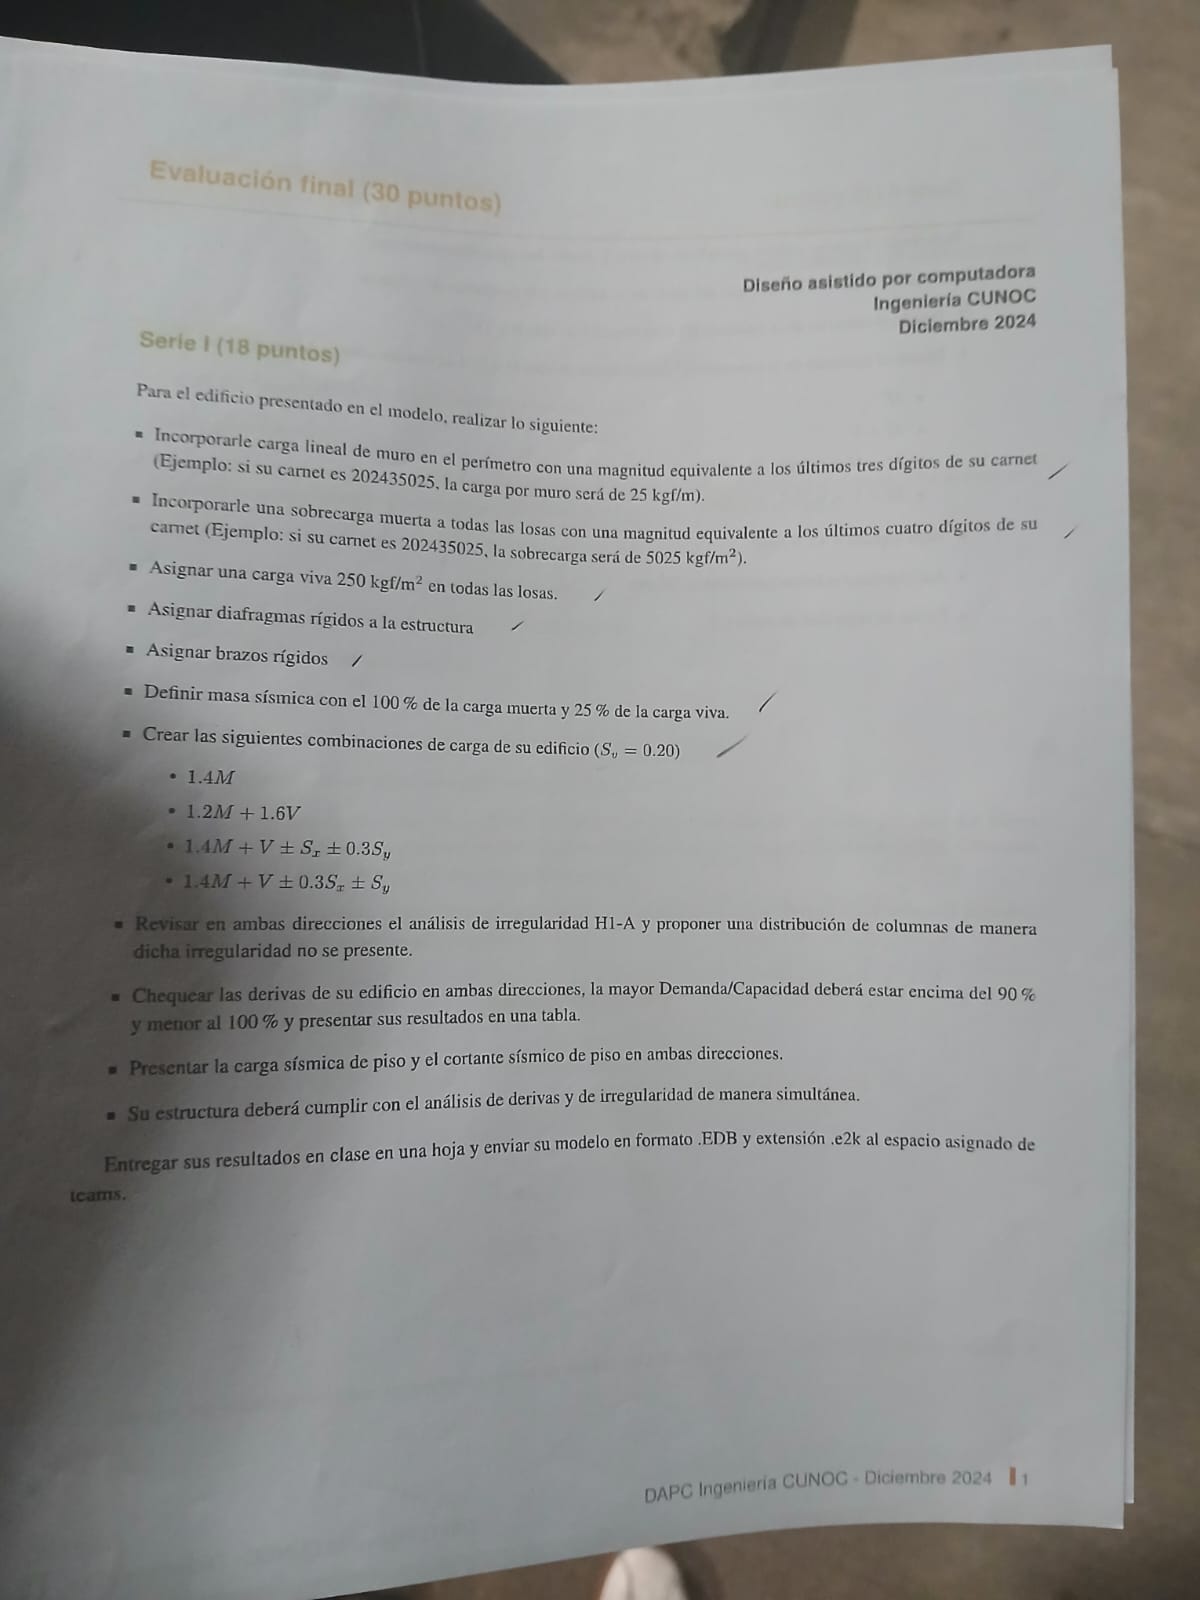 Evaluación final (30 puntos)
Diseño asistido por computadora
Ingeniería CUNOC
Diciembre 2024
Serie I (18 puntos)
Para el edificio presentado en el modelo, realizar lo siguiente:
▪ Incorporarle carga lineal de muro en el perímetro con una magnitud equivalente a los últimos tres dígitos de su carnet
(Ejemplo: si su carnet es 202435025, la carga por muro será de 25 kgf/m).
▪ Incorporarle una sobrecarga muerta a todas las losas con una magnitud equivalente a los últimos cuatro dígitos de su
carnet (Ejemplo: si su carnet es 202435025, la sobrecarga será de 5025 kgf/m²).
▪ Asignar una carga viva 250 kgf/m² en todas las losas.
▪ Asignar diafragmas rígidos a la estructura
▪ Asignar brazos rígidos
▪ Definir masa sísmica con el 100 % de la carga muerta y 25 % de la carga viva.
▪ Crear las siguientes combinaciones de carga de su edificio (Sᵥ = 0.20)
• 1.4M
• 1.2M + 1.6V
• 1.4M + V ± Sₓ ± 0.3S_y
• 1.4M + V ± 0.3Sₓ ± S_y
▪ Revisar en ambas direcciones el análisis de irregularidad H1-A y proponer una distribución de columnas de manera
dicha irregularidad no se presente.
▪ Chequear las derivas de su edificio en ambas direcciones, la mayor Demanda/Capacidad deberá estar encima del 90 %
y menor al 100 % y presentar sus resultados en una tabla.
▪ Presentar la carga sísmica de piso y el cortante sísmico de piso en ambas direcciones.
▪ Su estructura deberá cumplir con el análisis de derivas y de irregularidad de manera simultánea.
Entregar sus resultados en clase en una hoja y enviar su modelo en formato .EDB y extensión .e2k al espacio asignado de
teams.
DAPC Ingeniería CUNOC - Diciembre 2024 1